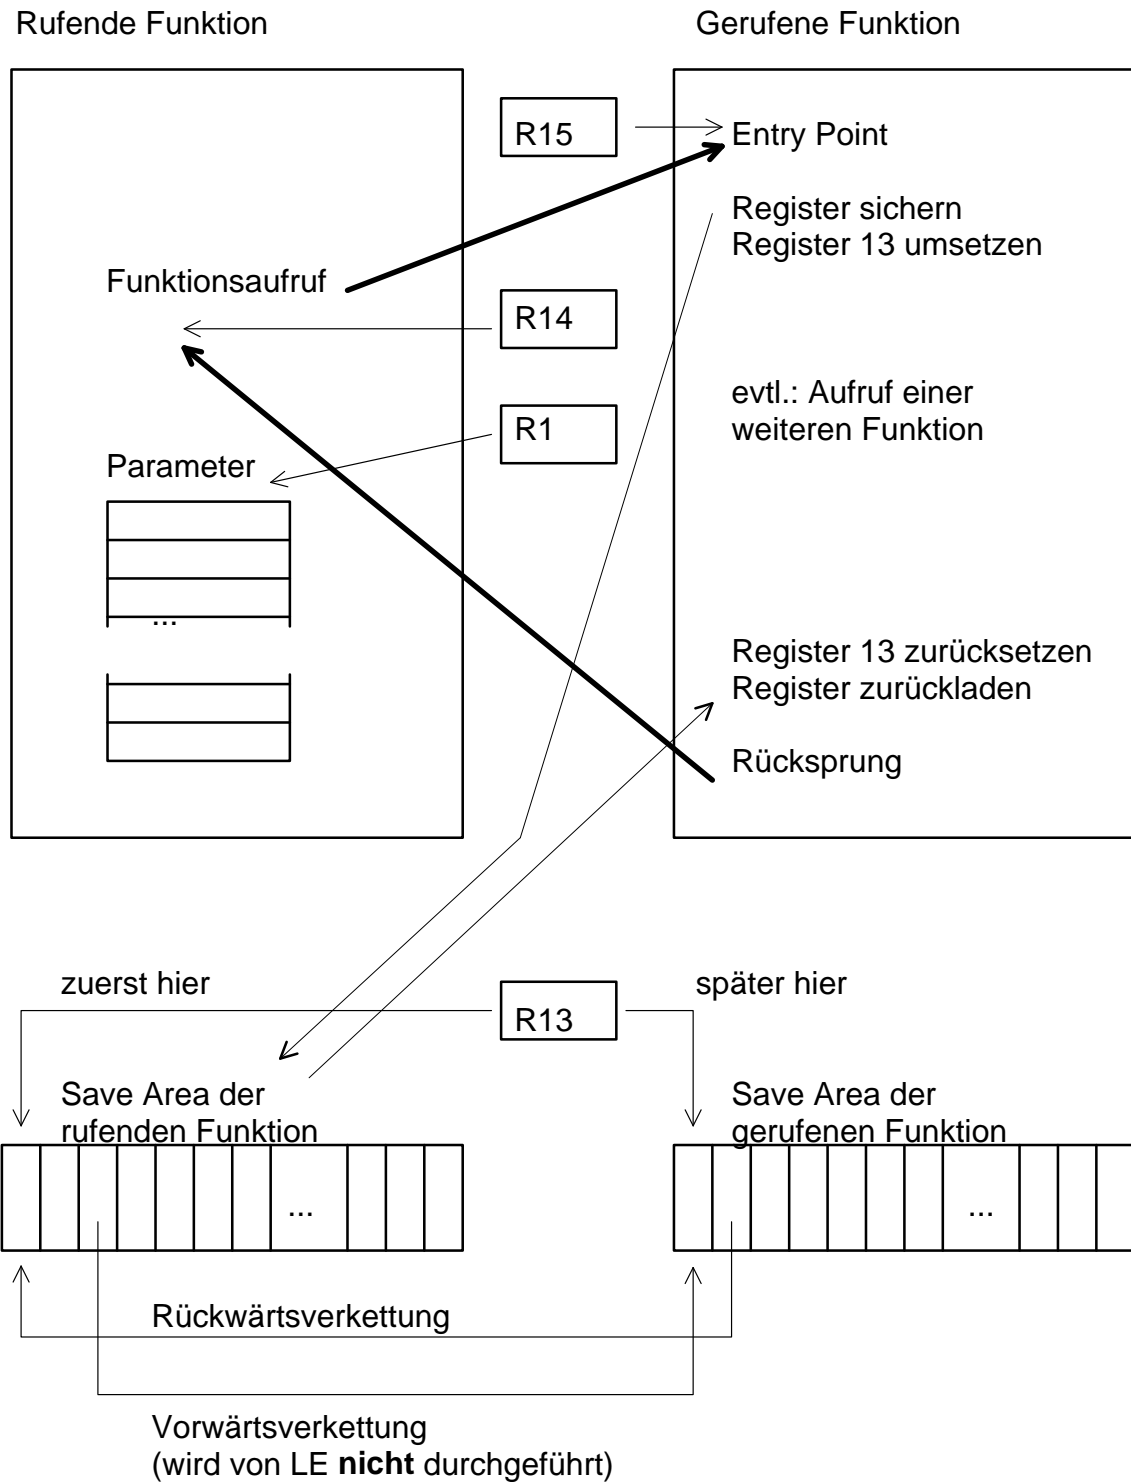 Rufende Funktion
Gerufene Funktion
R15
Entry Point
Register sichern
Register 13 umsetzen
Funktionsaufruf
R14
evtl.: Aufruf einer
weiteren Funktion
R1
Parameter
...
Register 13 zurücksetzen
Register zurückladen
Rücksprung
zuerst hier
R13
später hier
Save Area der
rufenden Funktion
Save Area der
gerufenen Funktion
...
...
Rückwärtsverkettung
Vorwärtsverkettung
(wird von LE nicht durchgeführt)